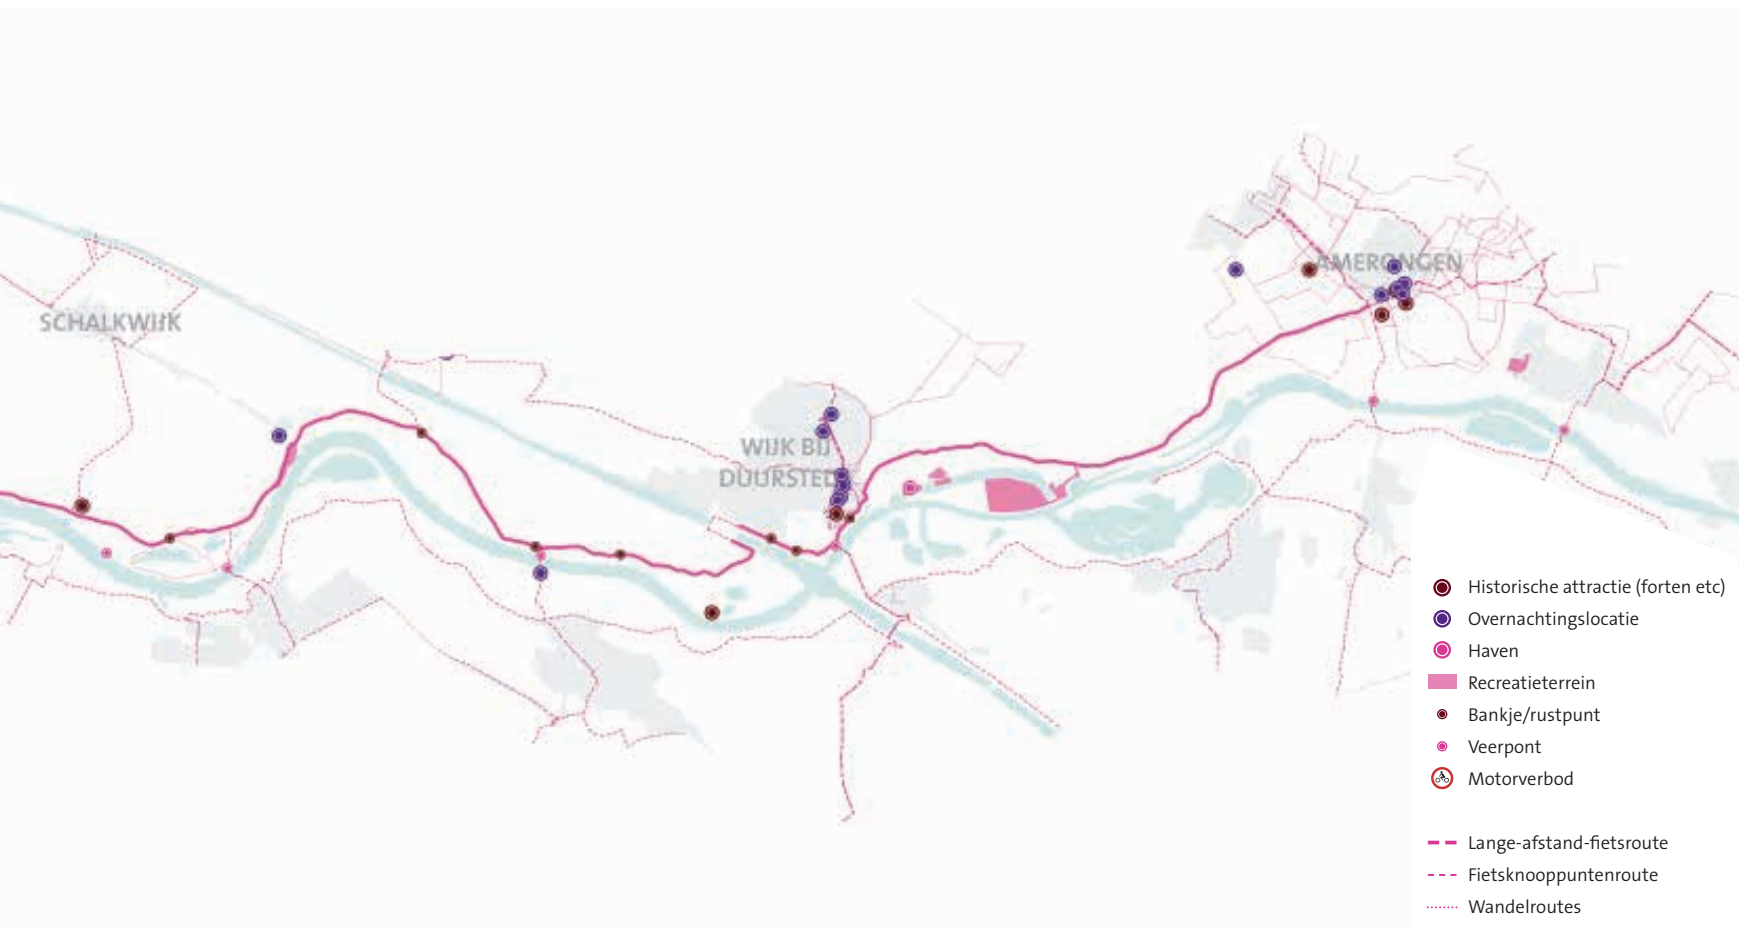 AMERONGEN
SCHALKWIJK
WIJK BIJ
DUURSTEDE
Historische attractie (forten etc)
Overnachtingslocatie
Haven
Recreatieterrein
Bankje/rustpunt
Veerpont
Motorverbod
Lange-afstand-fietsroute
Fietsknooppuntenroute
Wandelroutes